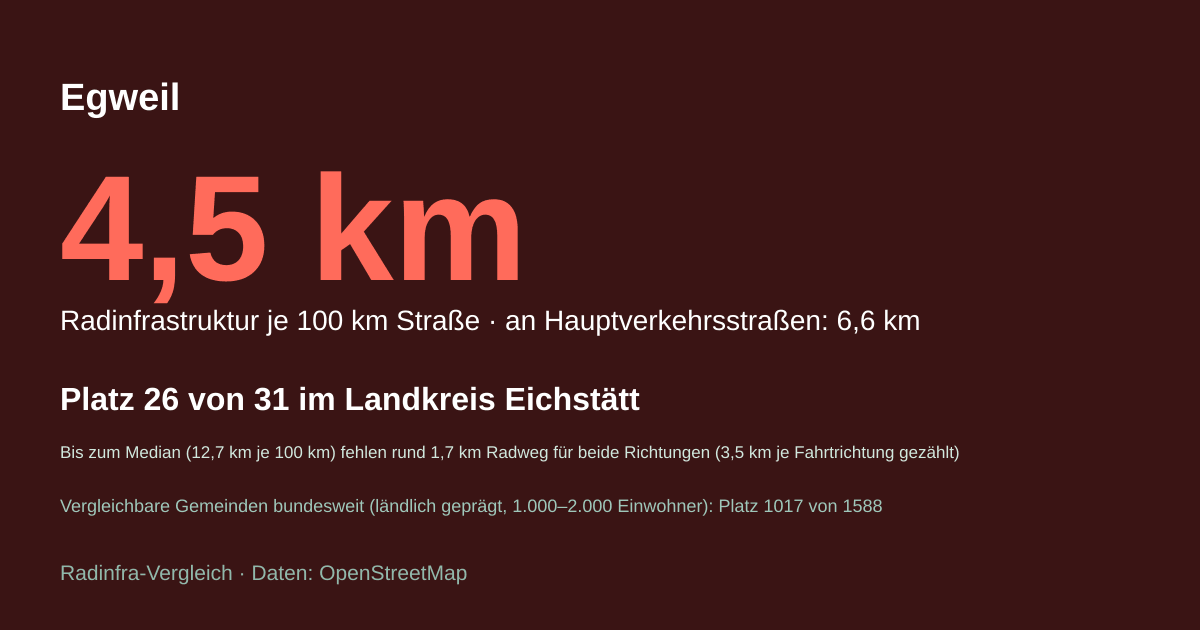 Egweil
4,5 km
Radinfrastruktur je 100 km Straße · an Hauptverkehrsstraßen: 6,6 km
Platz 26 von 31 im Landkreis Eichstätt
Bis zum Median (12,7 km je 100 km) fehlen rund 1,7 km Radweg für beide Richtungen (3,5 km je Fahrtrichtung gezählt)
Vergleichbare Gemeinden bundesweit (ländlich geprägt, 1.000–2.000 Einwohner): Platz 1017 von 1588
Radinfra-Vergleich · Daten: OpenStreetMap